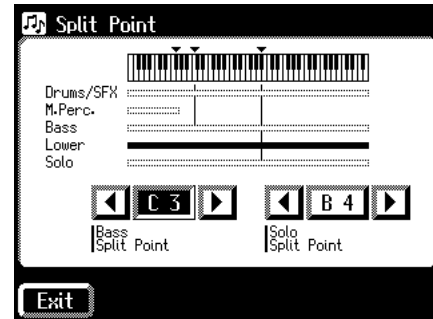 Split Point
Drums/SFX
M.Perc.
Bass
Lower
Solo
C 3
B 4
Bass
Split Point
Solo
Split Point
Exit